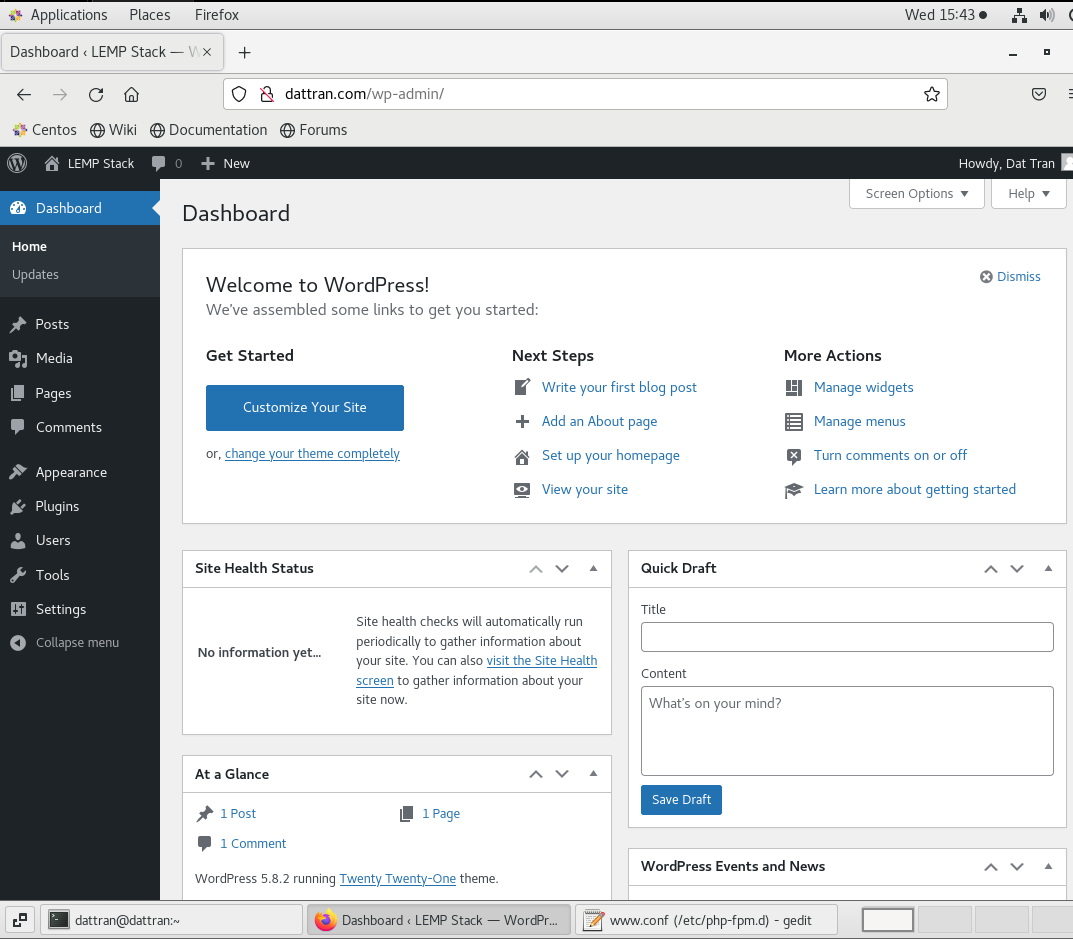 Applications Places Firefox Wed 15:43
Dashboard ‹ LEMP Stack — W
dattran.com/wp-admin/
Centos Wiki Documentation Forums
LEMP Stack 0 New Howdy, Dat Tran
Screen Options Help
Dashboard
Home
Updates
Posts
Media
Pages
Comments
Appearance
Plugins
Users
Tools
Settings
Collapse menu
Dashboard
Welcome to WordPress!
We've assembled some links to get you started:
Dismiss
Get Started
Customize Your Site
or, change your theme completely
Next Steps
Write your first blog post
Add an About page
Set up your homepage
View your site
More Actions
Manage widgets
Manage menus
Turn comments on or off
Learn more about getting started
Site Health Status
No information yet...
Site health checks will automatically run
periodically to gather information about
your site. You can also visit the Site Health
screen to gather information about your
site now.
At a Glance
1 Post 1 Page
1 Comment
WordPress 5.8.2 running Twenty Twenty-One theme.
Quick Draft
Title
Content
What's on your mind?
Save Draft
WordPress Events and News
dattran@dattran:~ Dashboard ‹ LEMP Stack — WordPr... www.conf (/etc/php-fpm.d) - gedit